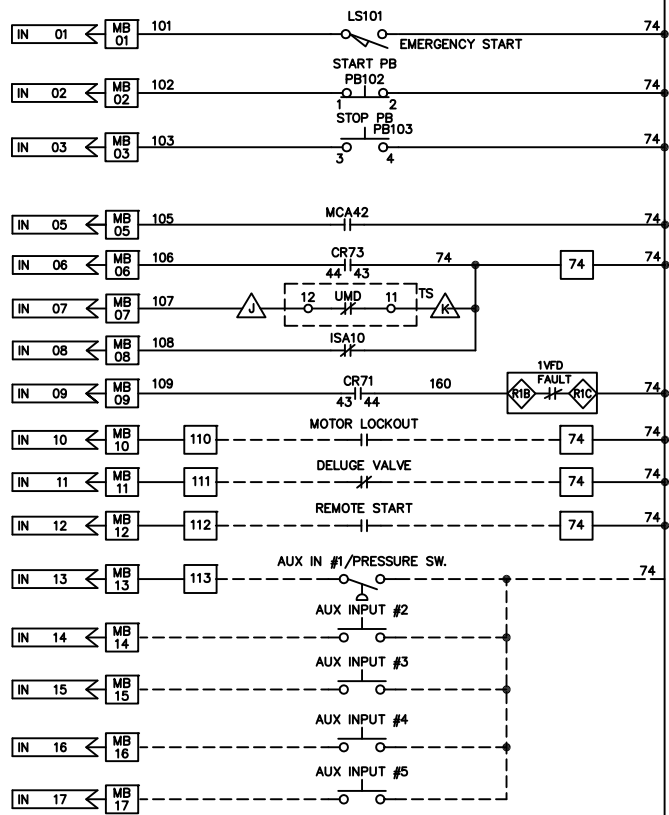 LS101
IN 01 MB 01 101 74
EMERGENCY START
START PB
IN 02 MB 02 102 PB102 74
1 2
STOP PB
IN 03 MB 03 103 PB103 74
3 4
IN 05 MB 05 105 MCA42 74
IN 06 MB 06 106 CR73 74 74 74
44 43
IN 07 MB 07 107 J 12 UMD 11 TS K
IN 08 MB 08 108 ISA10
1VFD
FAULT
IN 09 MB 09 109 CR71 160 R1B R1C 74
43 44
IN 10 MB 10 110 MOTOR LOCKOUT 74 74
IN 11 MB 11 111 DELUGE VALVE 74 74
IN 12 MB 12 112 REMOTE START 74 74
AUX IN #1/PRESSURE SW.
IN 13 MB 13 113 74
AUX INPUT #2
IN 14 MB 14
AUX INPUT #3
IN 15 MB 15
AUX INPUT #4
IN 16 MB 16
AUX INPUT #5
IN 17 MB 17